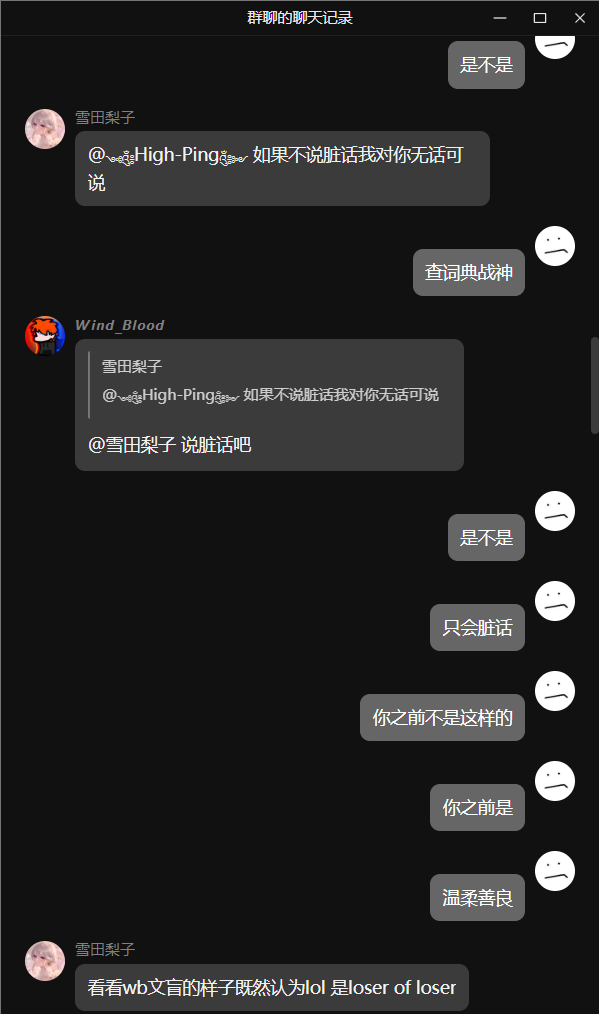 群聊的聊天记录
是不是
雪田梨子
@࿐High-Ping࿐ 如果不说脏话我对你无话可
说
查词典战神
Wind_Blood
雪田梨子
@࿐High-Ping࿐ 如果不说脏话我对你无话可说
@雪田梨子 说脏话吧
是不是
只会脏话
你之前不是这样的
你之前是
温柔善良
雪田梨子
看看wb文盲的样子既然认为lol 是loser of loser